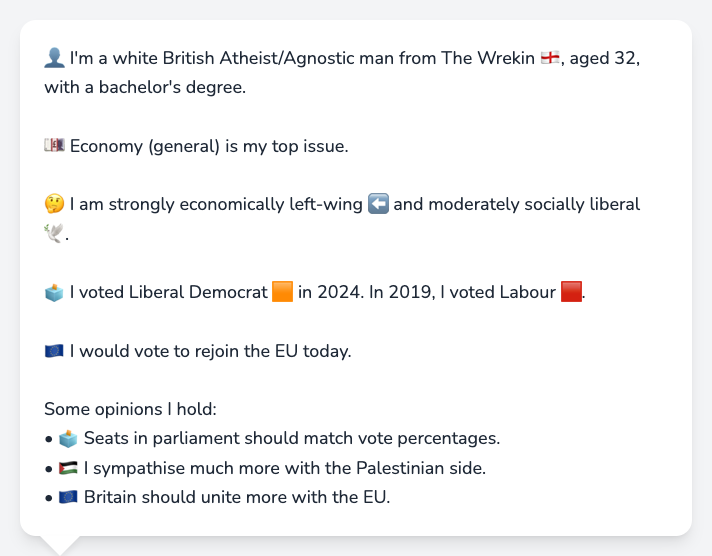 👤 I'm a white British Atheist/Agnostic man from The Wrekin 🏴󠁧󠁢󠁥󠁮󠁧󠁿, aged 32,
with a bachelor's degree.
💷 Economy (general) is my top issue.
🤔 I am strongly economically left-wing ⬅️ and moderately socially liberal
🕊️.
🗳️ I voted Liberal Democrat 🟧 in 2024. In 2019, I voted Labour 🟥.
🇪🇺 I would vote to rejoin the EU today.
Some opinions I hold:
• 🗳️ Seats in parliament should match vote percentages.
• 🇵🇸 I sympathise much more with the Palestinian side.
• 🇪🇺 Britain should unite more with the EU.